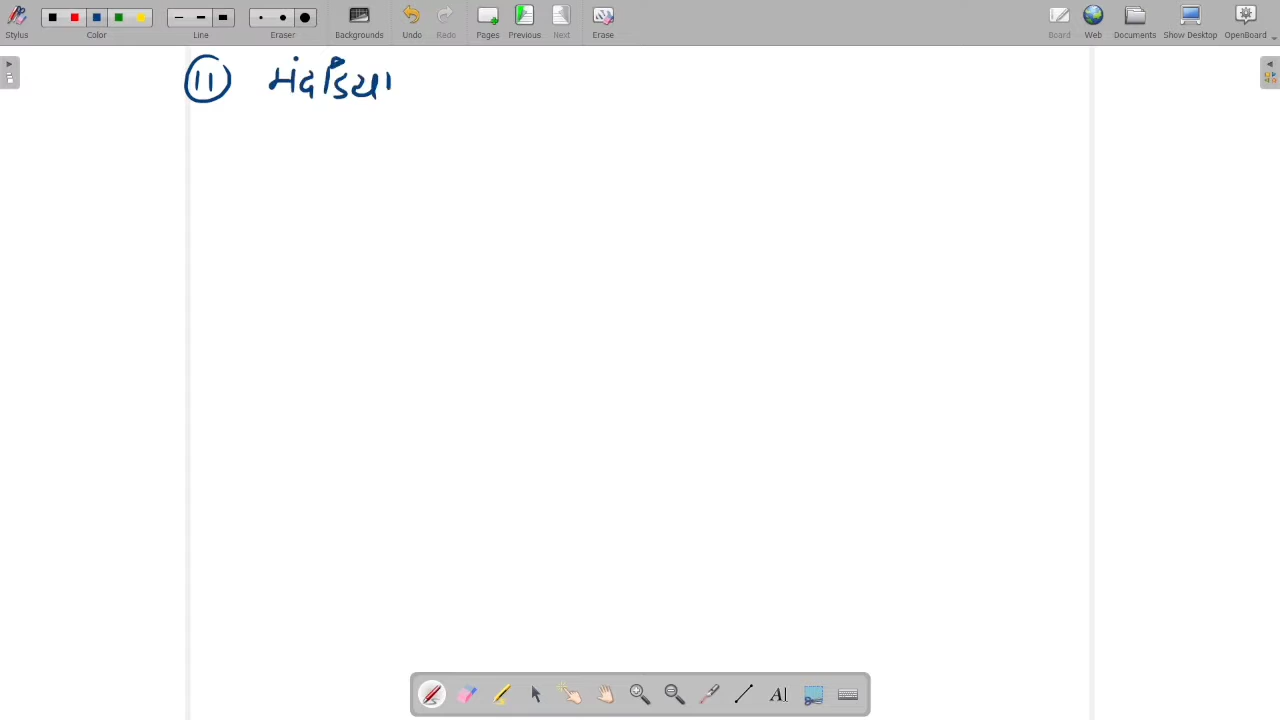 Stylus
Color
Line
Eraser
Backgrounds
Undo
Redo
Pages
Previous
Next
Erase
Board
Web
Documents
Show Desktop
OpenBoard
11